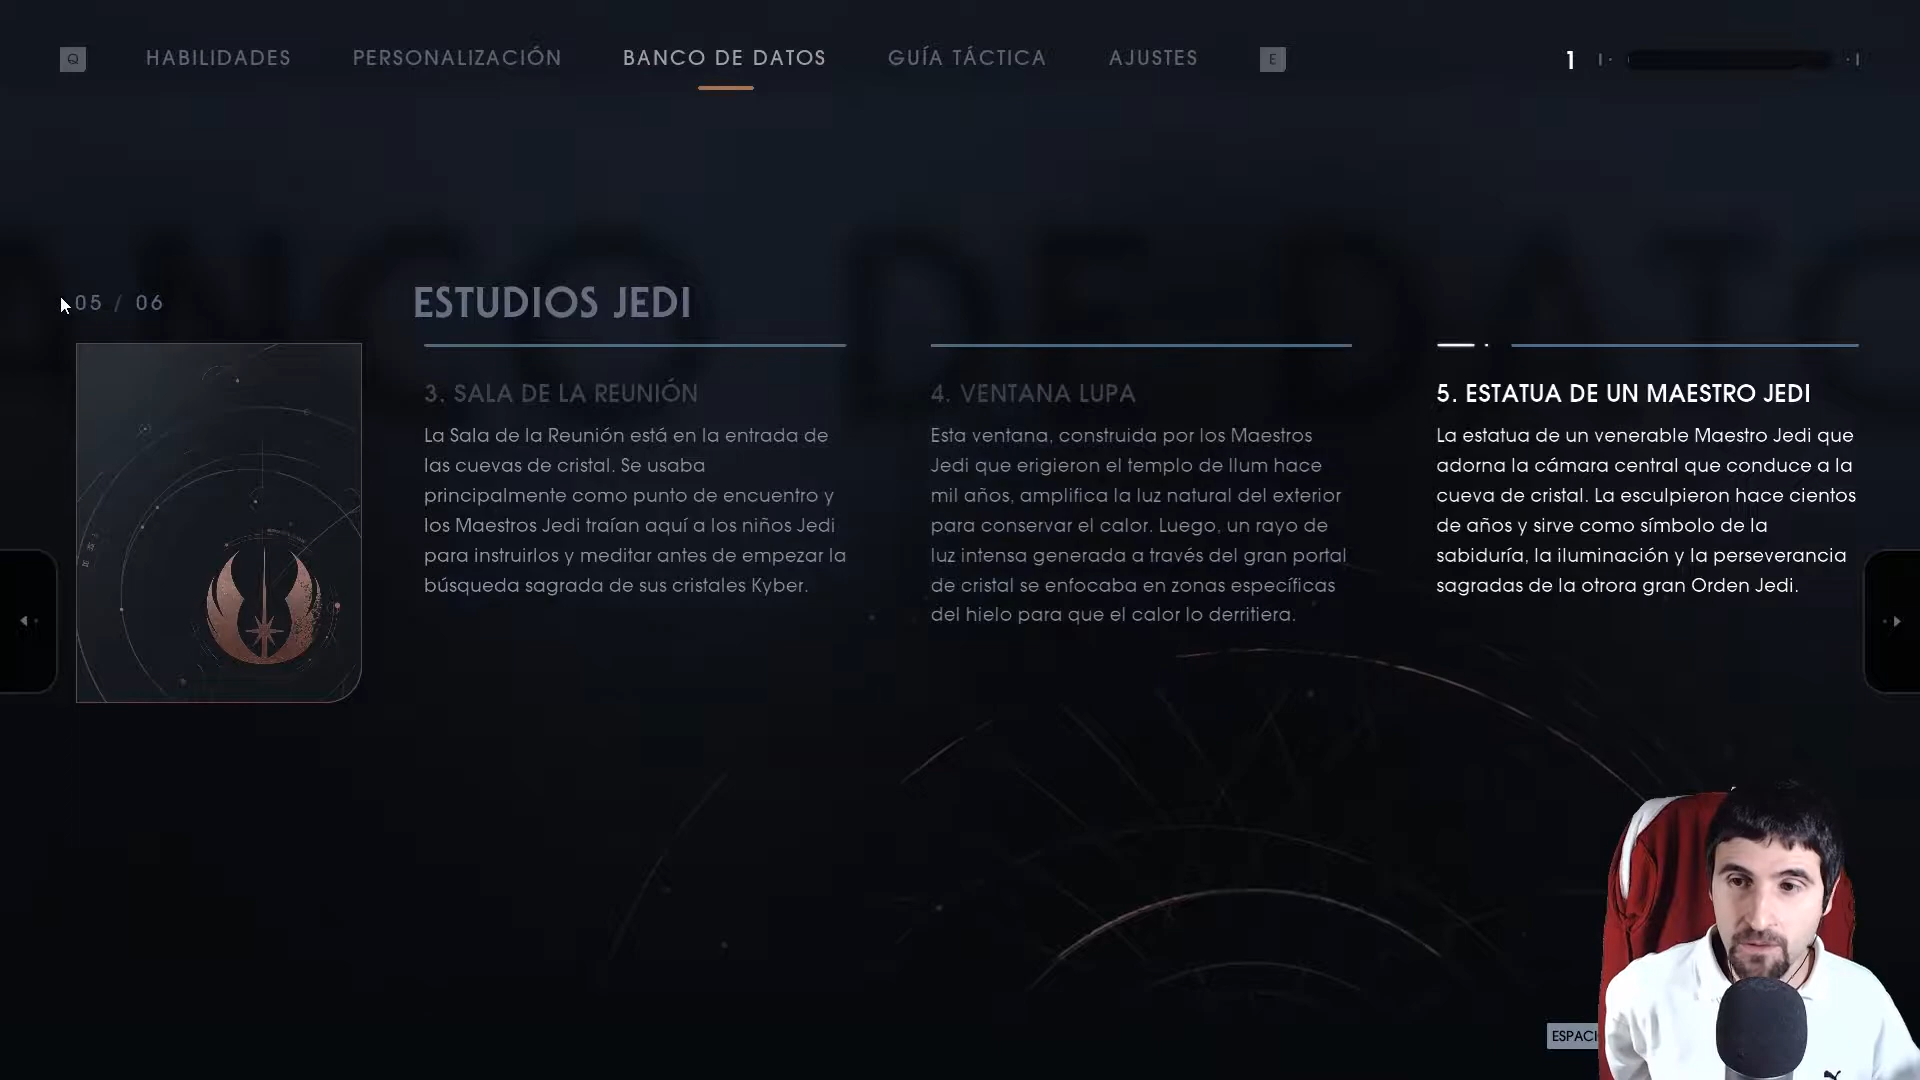 Q HABILIDADES PERSONALIZACIÓN BANCO DE DATOS GUÍA TÁCTICA AJUSTES E 1
05 / 06
ESTUDIOS JEDI
3. SALA DE LA REUNIÓN
La Sala de la Reunión está en la entrada de
las cuevas de cristal. Se usaba
principalmente como punto de encuentro y
los Maestros Jedi traían aquí a los niños Jedi
para instruirlos y meditar antes de empezar la
búsqueda sagrada de sus cristales Kyber.
4. VENTANA LUPA
Esta ventana, construida por los Maestros
Jedi que erigieron el templo de Ilum hace
mil años, amplifica la luz natural del exterior
para conservar el calor. Luego, un rayo de
luz intensa generada a través del gran portal
de cristal se enfocaba en zonas específicas
del hielo para que el calor lo derritiera.
5. ESTATUA DE UN MAESTRO JEDI
La estatua de un venerable Maestro Jedi que
adorna la cámara central que conduce a la
cueva de cristal. La esculpieron hace cientos
de años y sirve como símbolo de la
sabiduría, la iluminación y la perseverancia
sagradas de la otrora gran Orden Jedi.
ESPACI